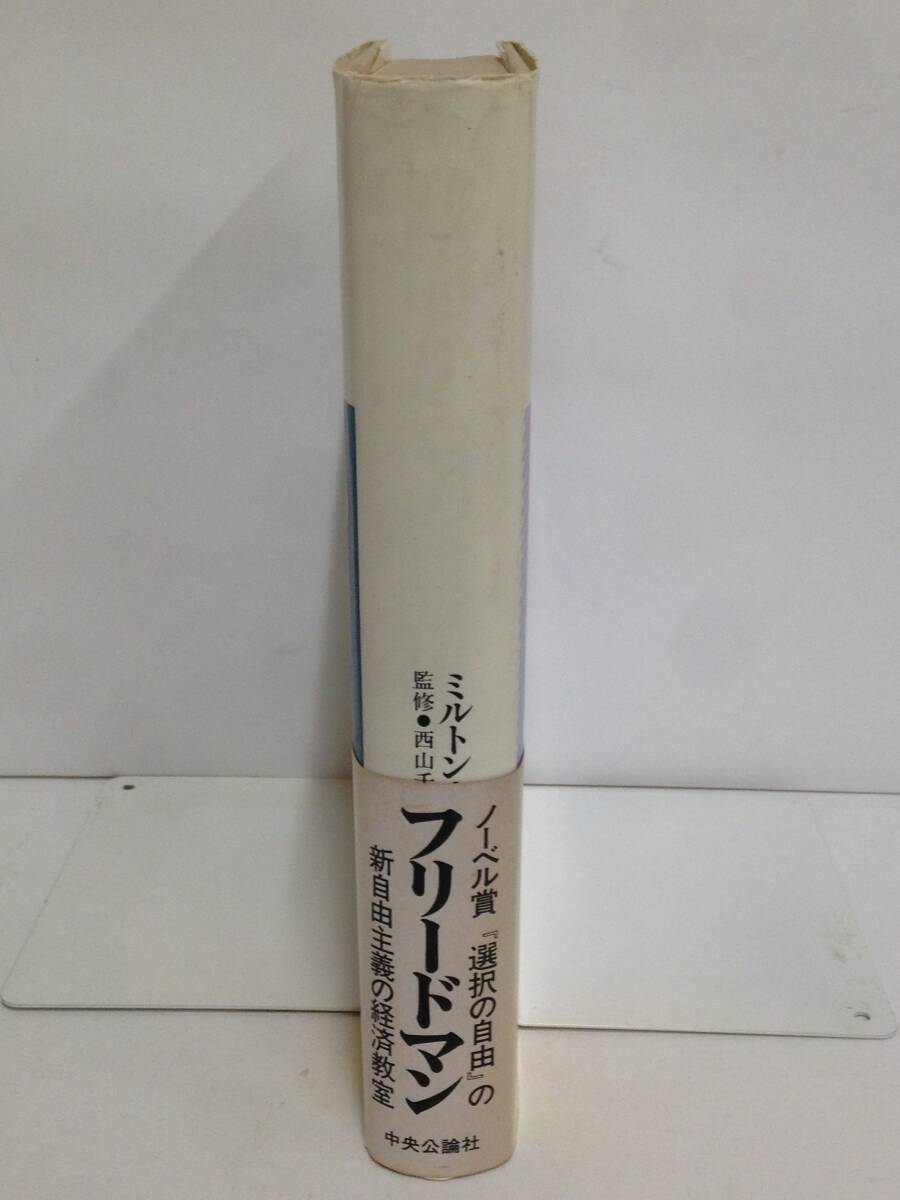 ミルトン・
監修●西山千
ノーベル賞『選択の自由』の
フリードマン
新自由主義の経済教室
中央公論社